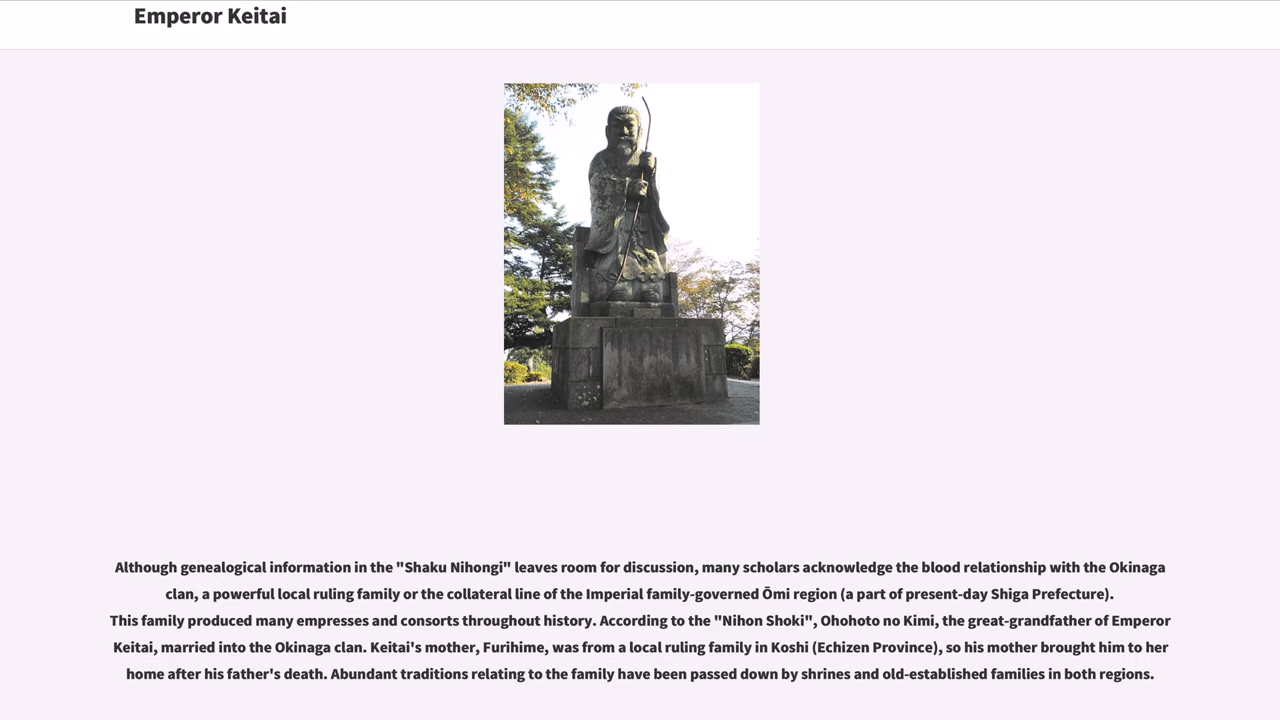 Emperor Keitai
Although genealogical information in the "Shaku Nihongi" leaves room for discussion, many scholars acknowledge the blood relationship with the Okinaga
clan, a powerful local ruling family or the collateral line of the Imperial family-governed Ōmi region (a part of present-day Shiga Prefecture).
This family produced many empresses and consorts throughout history. According to the "Nihon Shoki", Ohohoto no Kimi, the great-grandfather of Emperor
Keitai, married into the Okinaga clan. Keitai's mother, Furihime, was from a local ruling family in Koshi (Echizen Province), so his mother brought him to her
home after his father's death. Abundant traditions relating to the family have been passed down by shrines and old-established families in both regions.